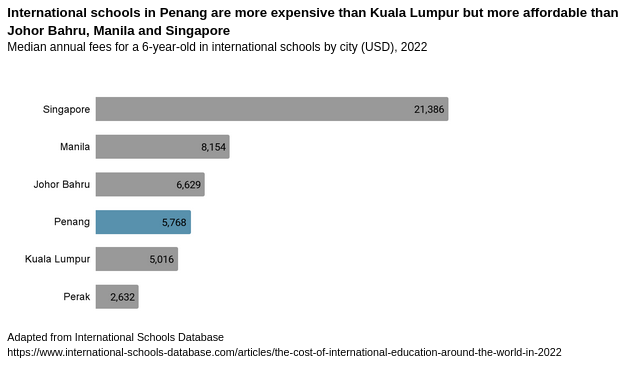 International schools in Penang are more expensive than Kuala Lumpur but more affordable than
Johor Bahru, Manila and Singapore
Median annual fees for a 6-year-old in international schools by city (USD), 2022
Singapore 21,386
Manila 8,154
Johor Bahru 6,629
Penang 5,768
Kuala Lumpur 5,016
Perak 2,632
Adapted from International Schools Database
https://www.international-schools-database.com/articles/the-cost-of-international-education-around-the-world-in-2022